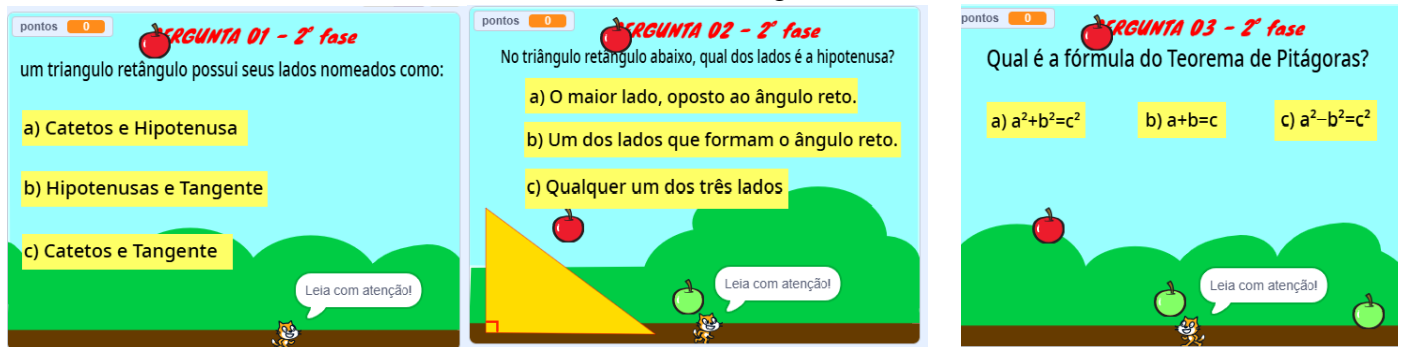 pontos 0
PERGUNTA 01 - 2ª fase
um triangulo retângulo possui seus lados nomeados como:
a) Catetos e Hipotenusa
b) Hipotenusas e Tangente
c) Catetos e Tangente
Leia com atenção!
pontos 0
PERGUNTA 02 - 2ª fase
No triângulo retângulo abaixo, qual dos lados é a hipotenusa?
a) O maior lado, oposto ao ângulo reto.
b) Um dos lados que formam o ângulo reto.
c) Qualquer um dos três lados
Leia com atenção!
pontos 0
PERGUNTA 03 - 2ª fase
Qual é a fórmula do Teorema de Pitágoras?
a) a²+b²=c²
b) a+b=c
c) a²−b²=c²
Leia com atenção!